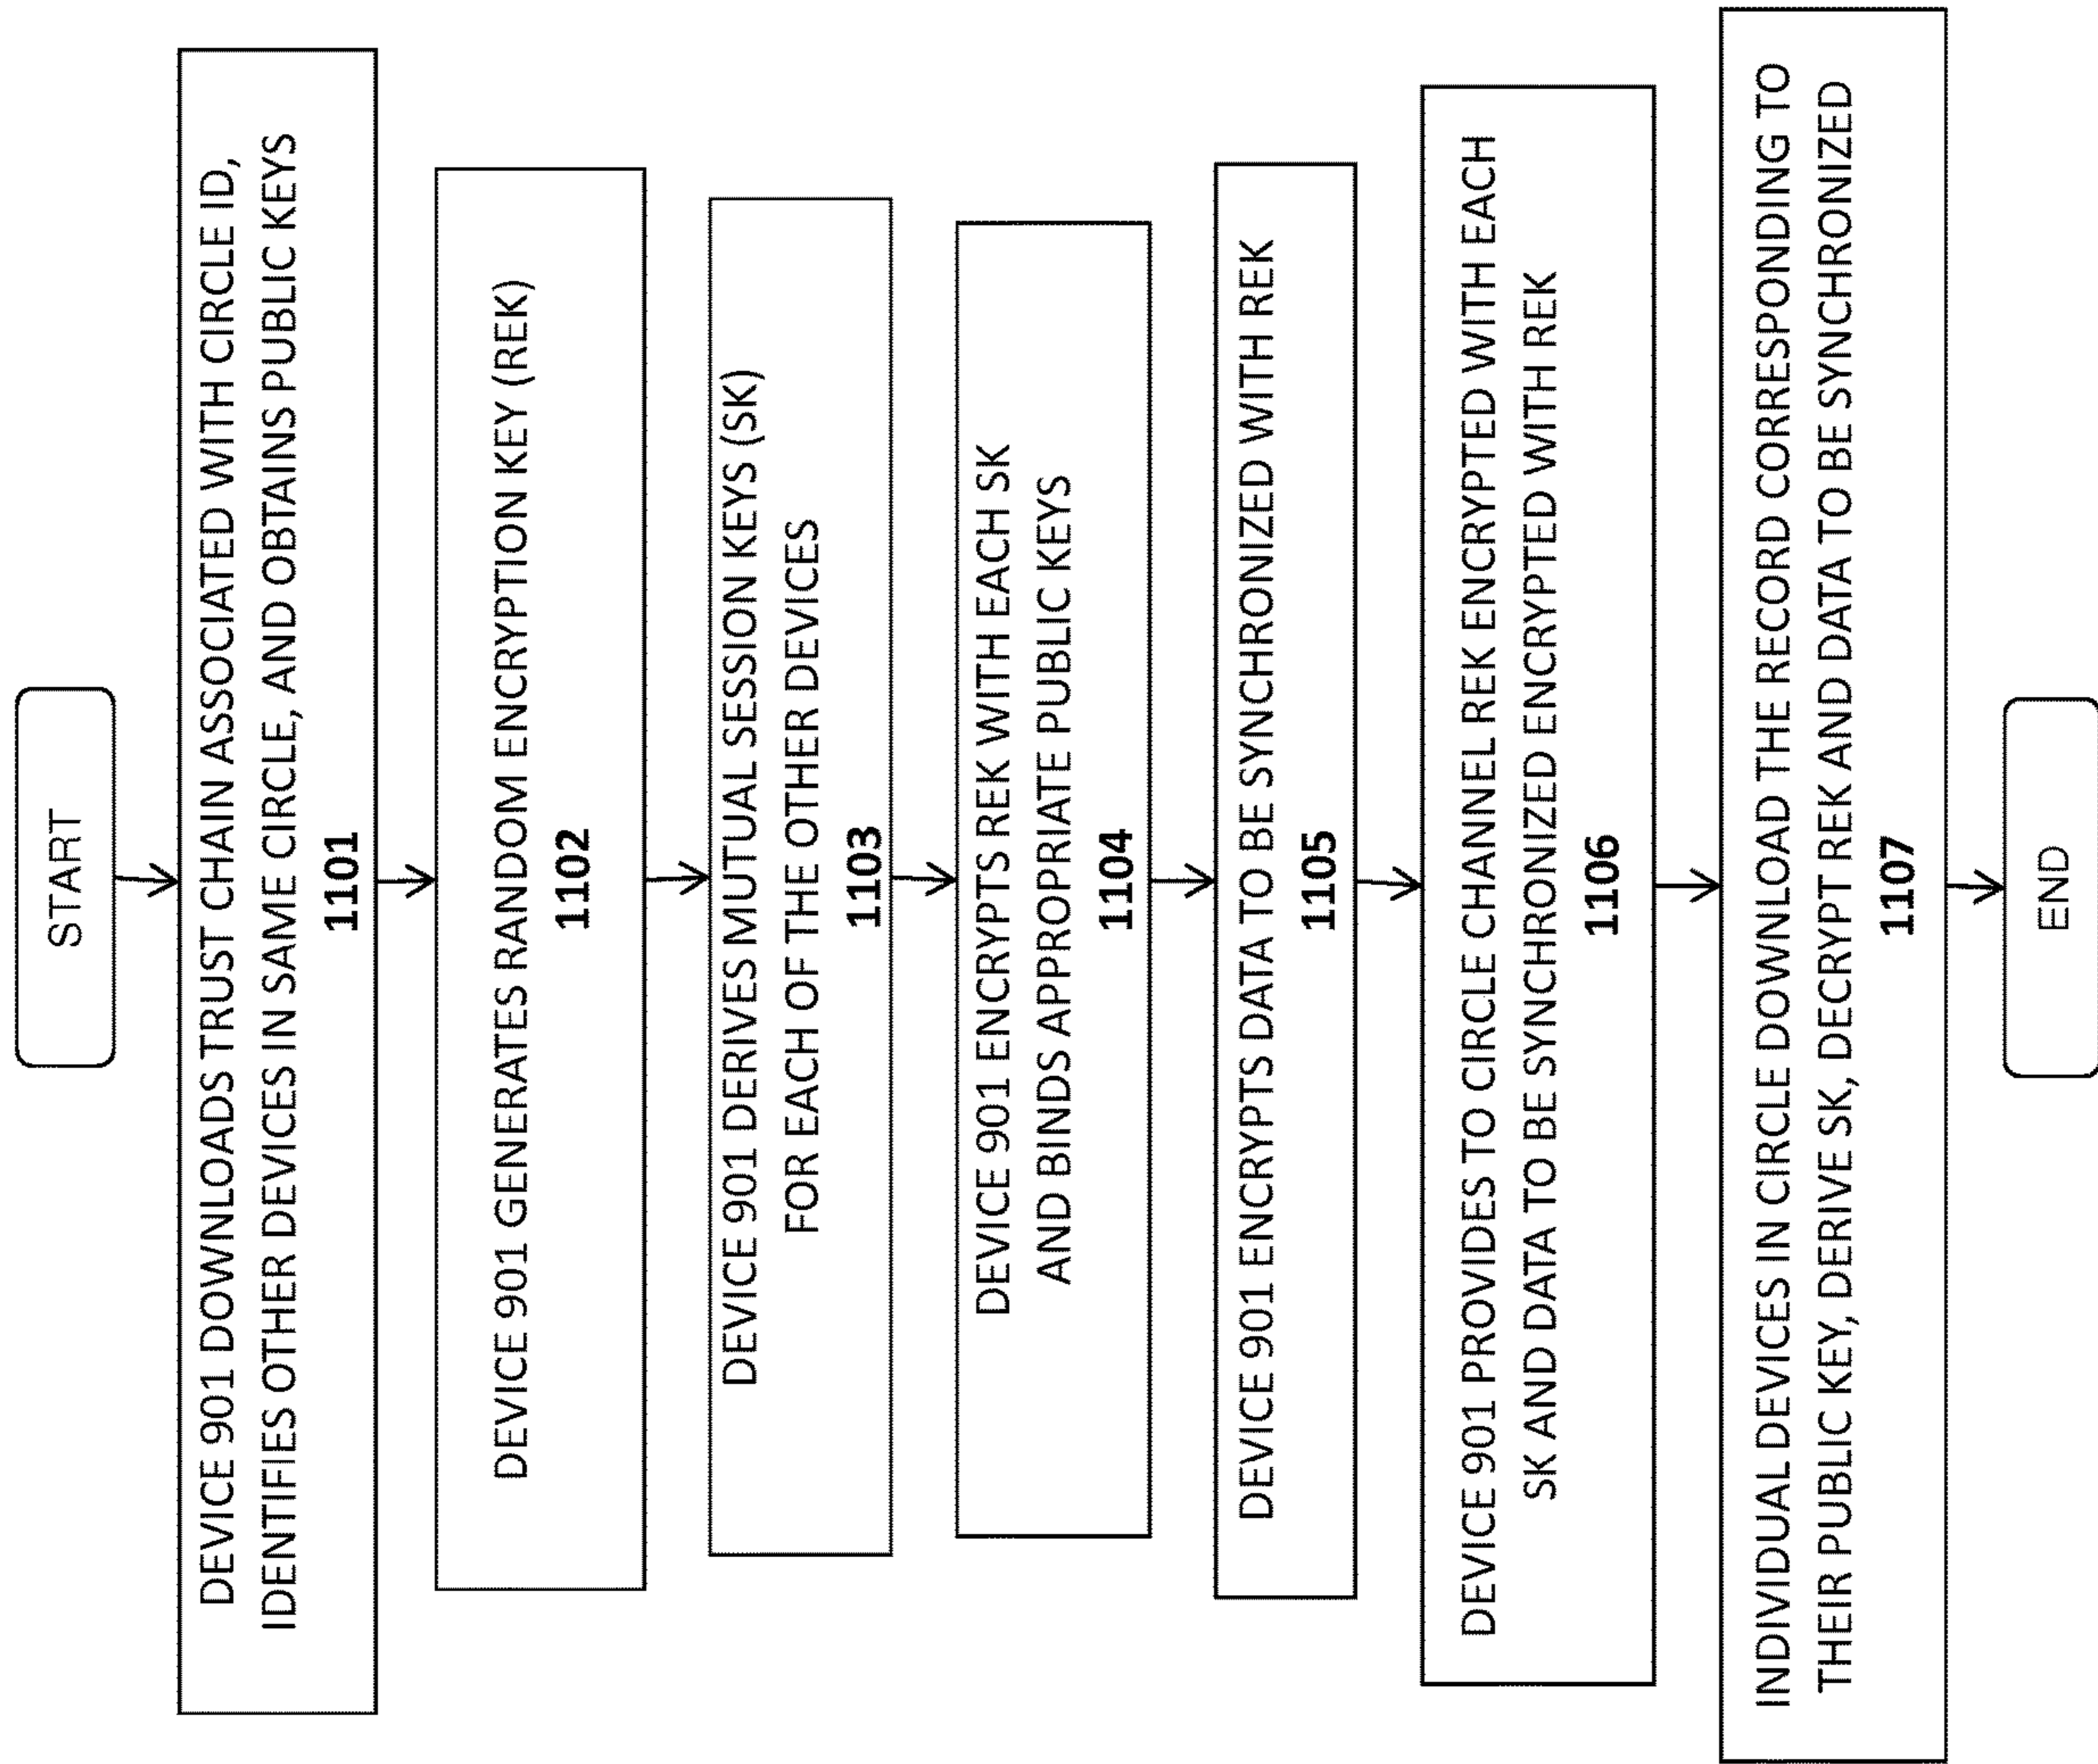 START
DEVICE 901 DOWNLOADS TRUST CHAIN ASSOCIATED WITH CIRCLE ID,
IDENTIFIES OTHER DEVICES IN SAME CIRCLE, AND OBTAINS PUBLIC KEYS
1101
DEVICE 901 GENERATES RANDOM ENCRYPTION KEY (REK)
1102
DEVICE 901 DERIVES MUTUAL SESSION KEYS (SK)
FOR EACH OF THE OTHER DEVICES
1103
DEVICE 901 ENCRYPTS REK WITH EACH SK
AND BINDS APPROPRIATE PUBLIC KEYS
1104
DEVICE 901 ENCRYPTS DATA TO BE SYNCHRONIZED WITH REK
1105
DEVICE 901 PROVIDES TO CIRCLE CHANNEL REK ENCRYPTED WITH EACH
SK AND DATA TO BE SYNCHRONIZED ENCRYPTED WITH REK
1106
INDIVIDUAL DEVICES IN CIRCLE DOWNLOAD THE RECORD CORRESPONDING TO
THEIR PUBLIC KEY, DERIVE SK, DECRYPT REK AND DATA TO BE SYNCHRONIZED
1107
END